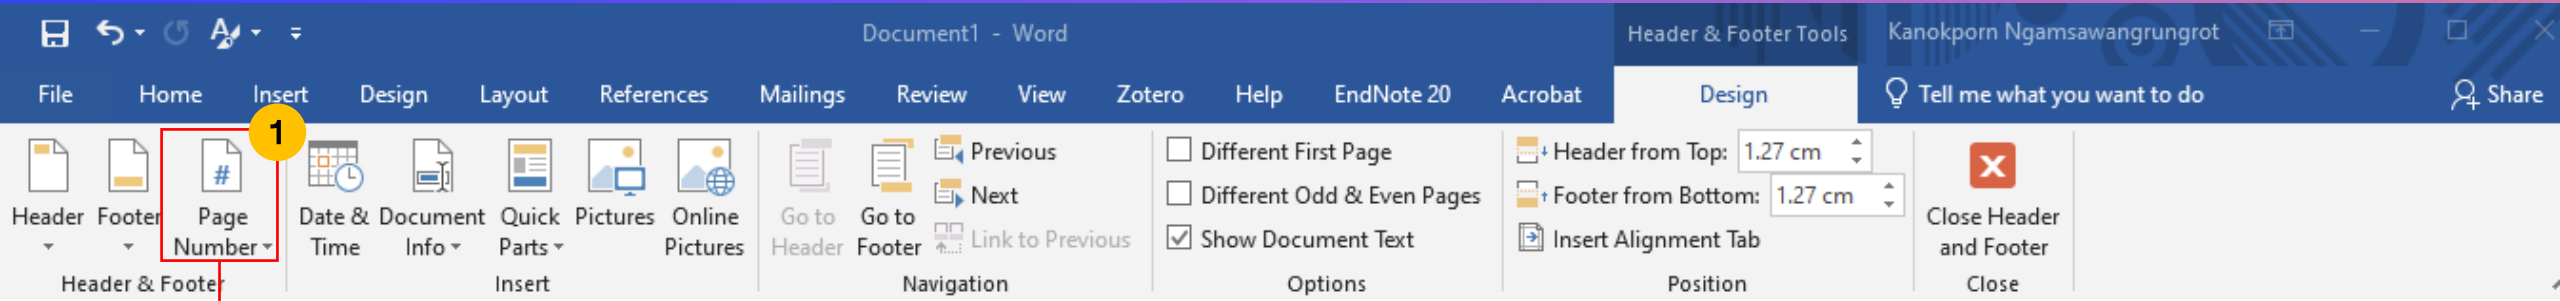 Document1 - Word
Header & Footer Tools
Kanokporn Ngamsawangrungrot
File Home Insert Design Layout References Mailings Review View Zotero Help EndNote 20 Acrobat Design Tell me what you want to do Share
1
Header
Footer
#
Page
Number
Header & Footer
Date &
Time
Document
Info
Quick
Parts
Pictures
Online
Pictures
Insert
Go to
Header
Go to
Footer
Previous
Next
Link to Previous
Navigation
Different First Page
Different Odd & Even Pages
Show Document Text
Options
Header from Top: 1.27 cm
Footer from Bottom: 1.27 cm
Insert Alignment Tab
Position
Close Header
and Footer
Close